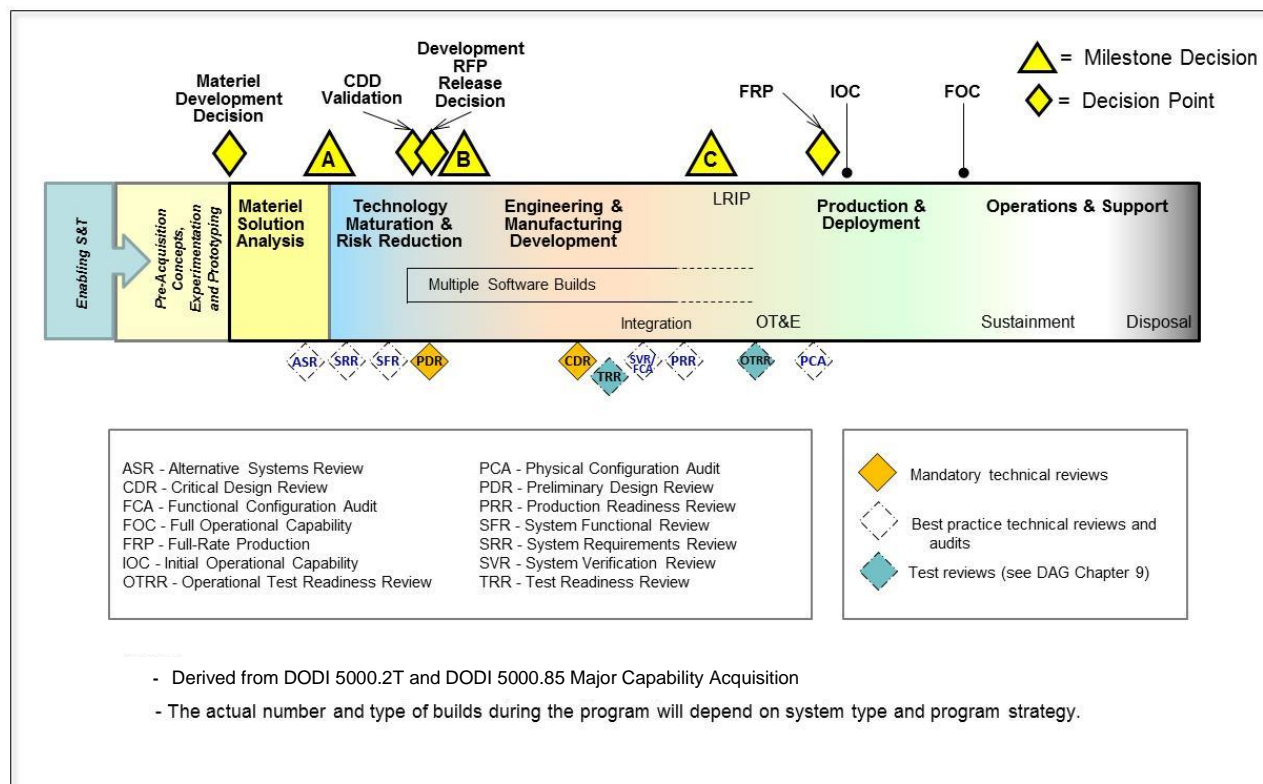 Materiel
Development
Decision
CDD
Validation
Development
RFP
Release
Decision
FRP
IOC
FOC
= Milestone Decision
= Decision Point
A
B
C
Enabling S&T
Pre-Acquisition
Concepts,
Experimentation
and Prototyping
Materiel
Solution
Analysis
Technology
Maturation &
Risk Reduction
Engineering &
Manufacturing
Development
LRIP
Production &
Deployment
Operations & Support
Multiple Software Builds
Integration
OT&E
Sustainment
Disposal
ASR
SRR
SFR
PDR
CDR
TRR
SVR/
FCA
PRR
OTRR
PCA
ASR - Alternative Systems Review
CDR - Critical Design Review
FCA - Functional Configuration Audit
FOC - Full Operational Capability
FRP - Full-Rate Production
IOC - Initial Operational Capability
OTRR - Operational Test Readiness Review
PCA - Physical Configuration Audit
PDR - Preliminary Design Review
PRR - Production Readiness Review
SFR - System Functional Review
SRR - System Requirements Review
SVR - System Verification Review
TRR - Test Readiness Review
Mandatory technical reviews
Best practice technical reviews and
audits
Test reviews (see DAG Chapter 9)
- Derived from DODI 5000.2T and DODI 5000.85 Major Capability Acquisition
- The actual number and type of builds during the program will depend on system type and program strategy.